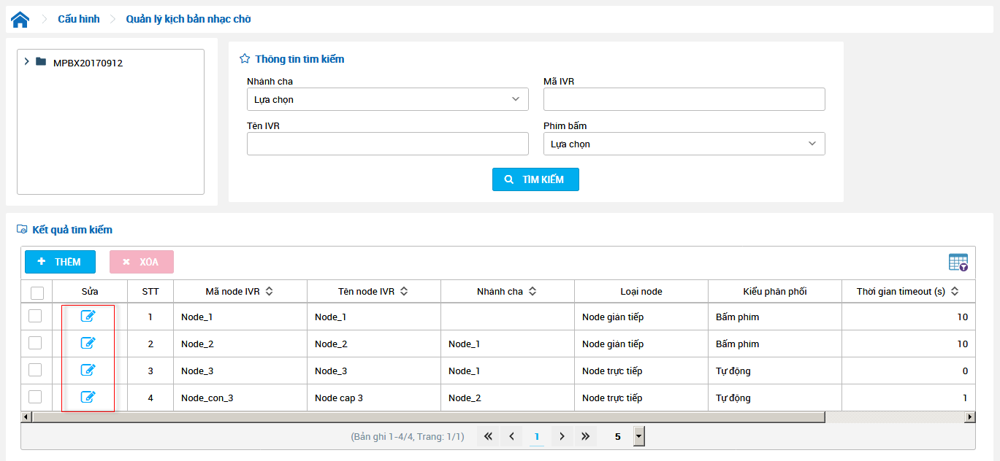 Cấu hình Quản lý kịch bản nhạc chờ
MPBX20170912
Thông tin tìm kiếm
Nhánh cha Mã IVR
Lựa chọn
Tên IVR Phím bấm
Lựa chọn
TÌM KIẾM
Kết quả tìm kiếm
THÊM XÓA
Sửa STT Mã node IVR Tên node IVR Nhánh cha Loại node Kiểu phân phối Thời gian timeout (s)
1 Node_1 Node_1 Node gián tiếp Bấm phím 10
2 Node_2 Node_2 Node_1 Node gián tiếp Bấm phím 10
3 Node_3 Node_3 Node_1 Node trực tiếp Tự động 0
4 Node_con_3 Node cap 3 Node_2 Node trực tiếp Tự động 1
(Bản ghi 1-4/4, Trang: 1/1) 1 5